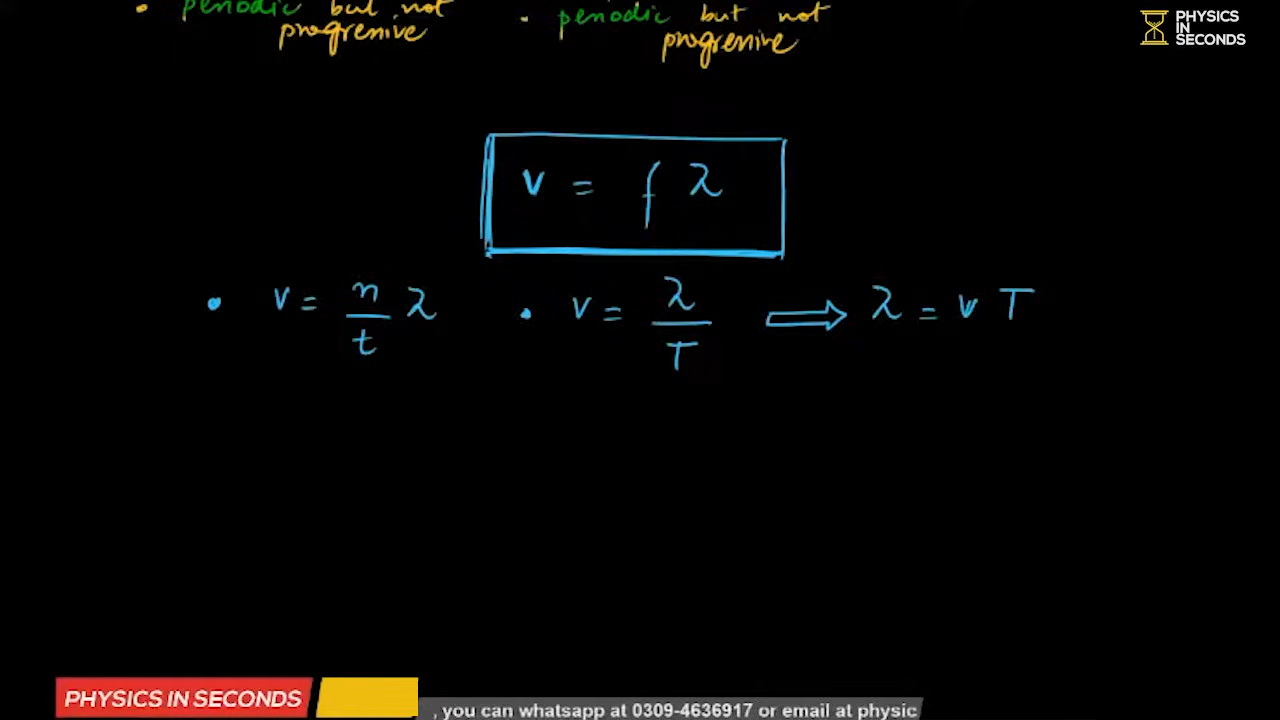 • periodic but not • periodic but not
progressive progressive
PHYSICS
IN
SECONDS
v = f λ
• v = n/t λ • v = λ/T ⟹ λ = v T
PHYSICS IN SECONDS
, you can whatsapp at 0309-4636917 or email at physic